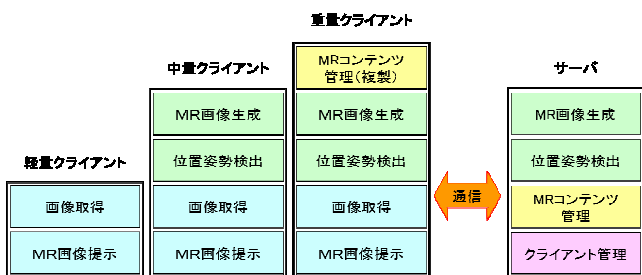 軽量クライアント
画像取得
MR画像提示
中量クライアント
MR画像生成
位置姿勢検出
画像取得
MR画像提示
重量クライアント
MRコンテンツ
管理(複製)
MR画像生成
位置姿勢検出
画像取得
MR画像提示
通信
サーバ
MR画像生成
位置姿勢検出
MRコンテンツ
管理
クライアント管理